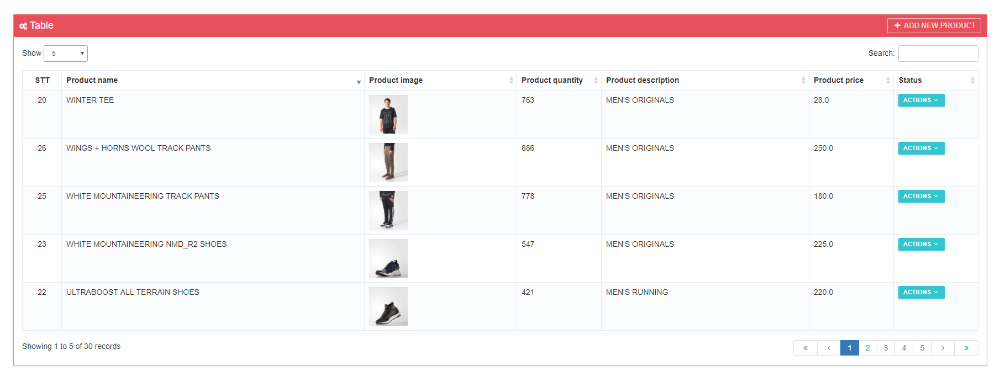 Table
ADD NEW PRODUCT
Show 5
Search:
STT Product name Product image Product quantity Product description Product price Status
20 WINTER TEE 763 MEN'S ORIGINALS 28.0 ACTIONS
03
26 WINGS + HORNS WOOL TRACK PANTS 886 MEN'S ORIGINALS 250.0 ACTIONS
25 WHITE MOUNTAINEERING TRACK PANTS 778 MEN'S ORIGINALS 180.0 ACTIONS
23 WHITE MOUNTAINEERING NMD_R2 SHOES 547 MEN'S ORIGINALS 225.0 ACTIONS
22 ULTRABOOST ALL TERRAIN SHOES 421 MEN'S RUNNING 220.0 ACTIONS
Showing 1 to 5 of 30 records
« ‹ 1 2 3 4 5 › »